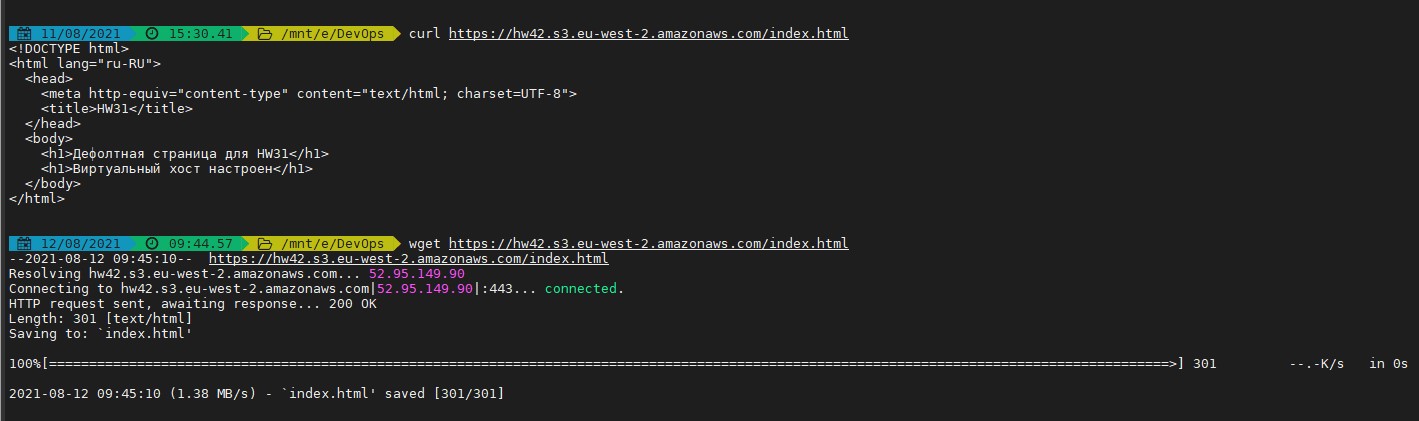 11/08/2021 15:30.41 /mnt/e/DevOps curl https://hw42.s3.eu-west-2.amazonaws.com/index.html
<!DOCTYPE html>
<html lang="ru-RU">
  <head>
    <meta http-equiv="content-type" content="text/html; charset=UTF-8">
    <title>HW31</title>
  </head>
  <body>
    <h1>Дефолтная страница для HW31</h1>
    <h1>Виртуальный хост настроен</h1>
  </body>
</html>
12/08/2021 09:44.57 /mnt/e/DevOps wget https://hw42.s3.eu-west-2.amazonaws.com/index.html
--2021-08-12 09:45:10--  https://hw42.s3.eu-west-2.amazonaws.com/index.html
Resolving hw42.s3.eu-west-2.amazonaws.com... 52.95.149.90
Connecting to hw42.s3.eu-west-2.amazonaws.com|52.95.149.90|:443... connected.
HTTP request sent, awaiting response... 200 OK
Length: 301 [text/html]
Saving to: `index.html'
100%[============================================================================================================================================>] 301         --.-K/s   in 0s
2021-08-12 09:45:10 (1.38 MB/s) - `index.html' saved [301/301]